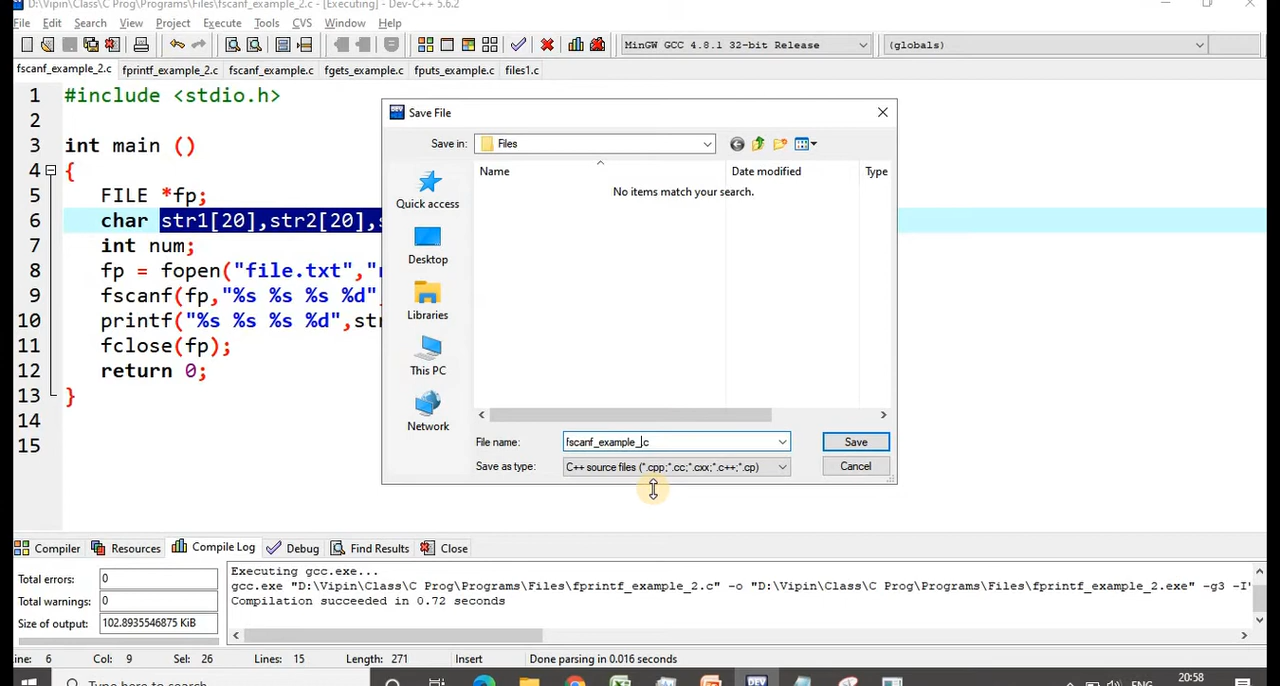 D:\Vipin\Class\C Prog\Programs\Files\fscanf_example_2.c - [Executing] - Dev-C++ 5.6.2
File Edit Search View Project Execute Tools CVS Window Help
MinGW GCC 4.8.1 32-bit Release (globals)
fscanf_example_2.c fprintf_example_2.c fscanf_example.c fgets_example.c fputs_example.c files1.c
1 #include <stdio.h>
2
3 int main ()
4 {
5 FILE *fp;
6 char str1[20],str2[20],s
7 int num;
8 fp = fopen("file.txt","
9 fscanf(fp,"%s %s %s %d"
10 printf("%s %s %s %d",str
11 fclose(fp);
12 return 0;
13 }
14
15
Save File
Save in: Files
Name Date modified Type
No items match your search.
Quick access
Desktop
Libraries
This PC
Network
File name: fscanf_example_c
Save as type: C++ source files (*.cpp;*.cc;*.cxx;*.c++;*.cp)
Save
Cancel
Compiler Resources Compile Log Debug Find Results Close
Total errors: 0
Total warnings: 0
Size of output: 102.8935546875 KiB
Executing gcc.exe...
gcc.exe "D:\Vipin\Class\C Prog\Programs\Files\fprintf_example_2.c" -o "D:\Vipin\Class\C Prog\Programs\Files\fprintf_example_2.exe" -g3 -I"
Compilation succeeded in 0.72 seconds
ine: 6 Col: 9 Sel: 26 Lines: 15 Length: 271 Insert Done parsing in 0.016 seconds
Type here to search
ENG
20:58